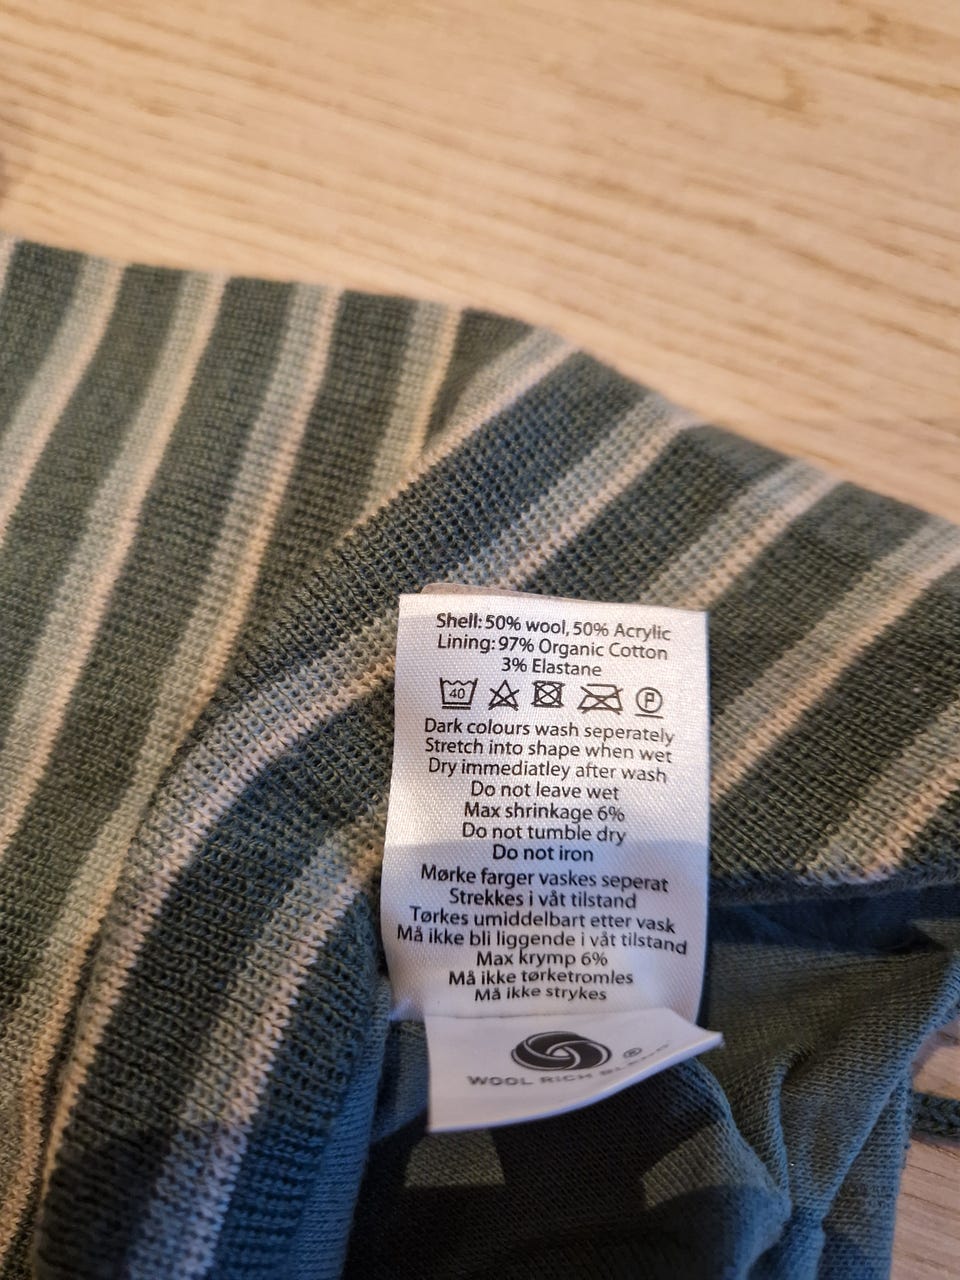 Shell: 50% wool, 50% Acrylic
Lining: 97% Organic Cotton
3% Elastane
40 P
Dark colours wash seperately
Stretch into shape when wet
Dry immediatley after wash
Do not leave wet
Max shrinkage 6%
Do not tumble dry
Do not iron
Mørke farger vaskes seperat
Strekkes i våt tilstand
Tørkes umiddelbart etter vask
Må ikke bli liggende i våt tilstand
Max krymp 6%
Må ikke tørketromles
Må ikke strykes
®
WOOL RICH BLEND